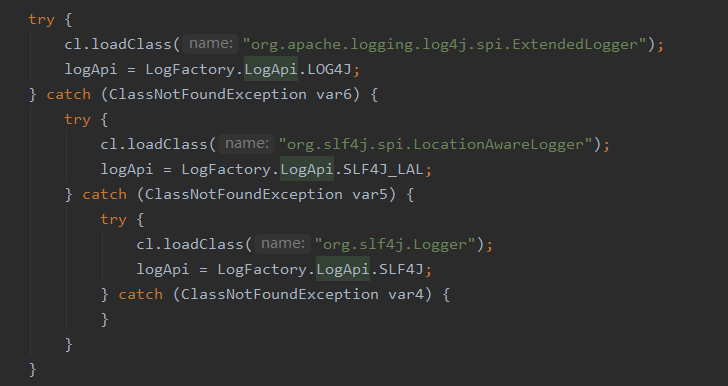 try {
    cl.loadClass( name: "org.apache.logging.log4j.spi.ExtendedLogger");
    logApi = LogFactory.LogApi.LOG4J;
} catch (ClassNotFoundException var6) {
    try {
        cl.loadClass( name: "org.slf4j.spi.LocationAwareLogger");
        logApi = LogFactory.LogApi.SLF4J_LAL;
    } catch (ClassNotFoundException var5) {
        try {
            cl.loadClass( name: "org.slf4j.Logger");
            logApi = LogFactory.LogApi.SLF4J;
        } catch (ClassNotFoundException var4) {
        }
    }
}